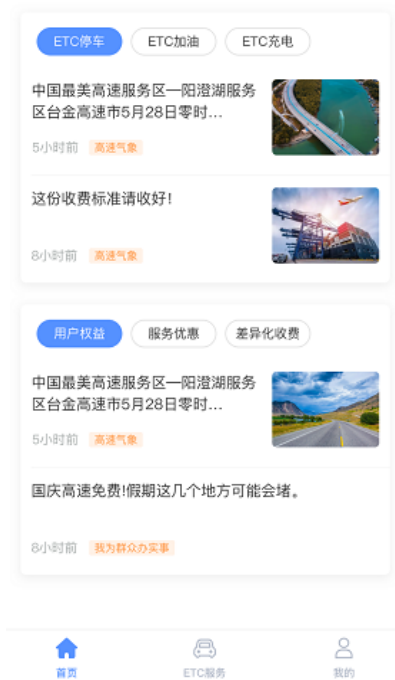 ETC停车 ETC加油 ETC充电
中国最美高速服务区—阳澄湖服务
区台金高速市5月28日零时...
5小时前 高速气象
这份收费标准请收好!
8小时前 高速气象
用户权益 服务优惠 差异化收费
中国最美高速服务区—阳澄湖服务
区台金高速市5月28日零时...
5小时前 高速气象
国庆高速免费!假期这几个地方可能会堵。
8小时前 我为群众办实事
首页 ETC服务 我的